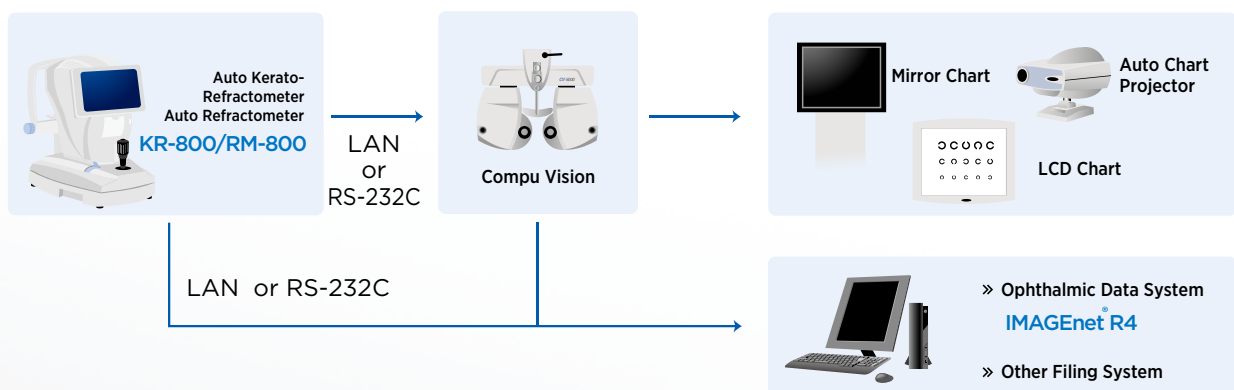 Auto Kerato-
Refractometer
Auto Refractometer
KR-800/RM-800
LAN
or
RS-232C
Compu Vision
Mirror Chart
Auto Chart
Projector
LCD Chart
LAN or RS-232C
» Ophthalmic Data System
IMAGEnet® R4
» Other Filing System